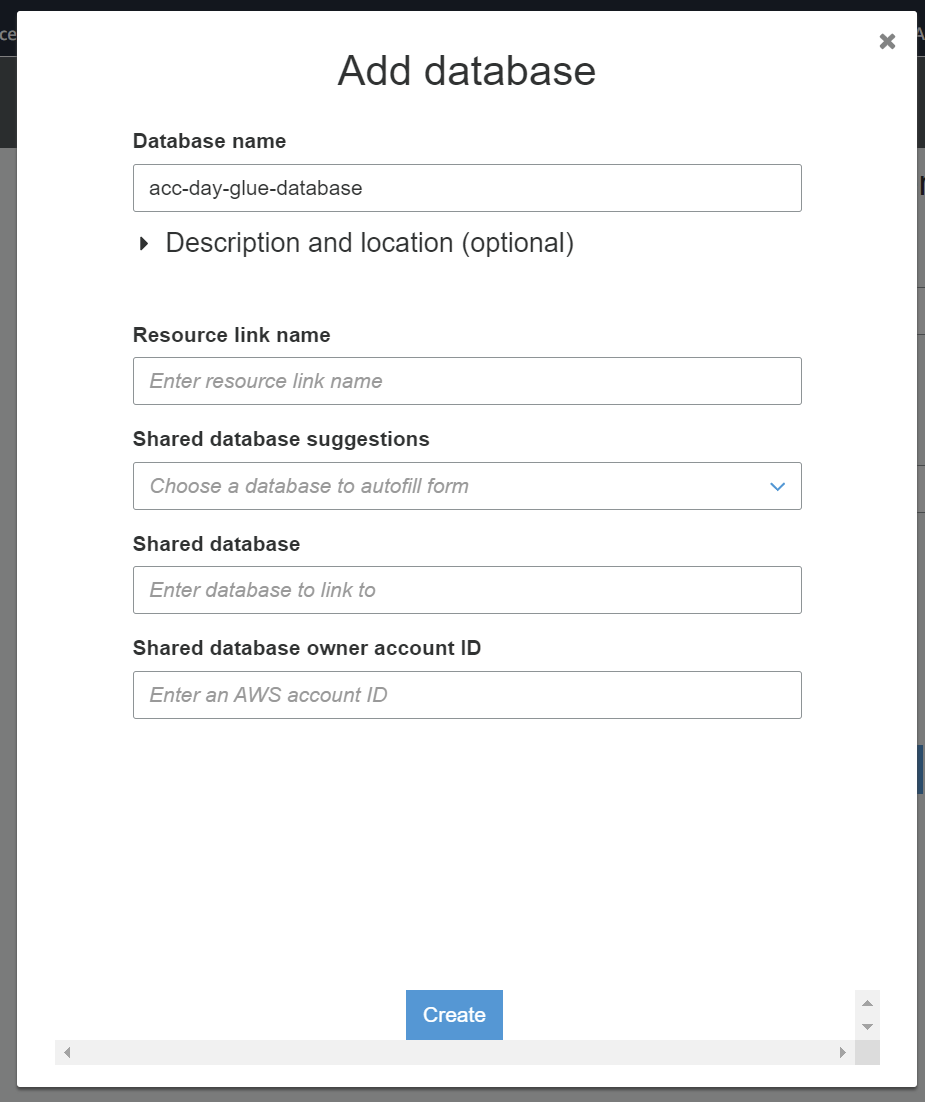 Add database
Database name
acc-day-glue-database
Description and location (optional)
Resource link name
Enter resource link name
Shared database suggestions
Choose a database to autofill form
Shared database
Enter database to link to
Shared database owner account ID
Enter an AWS account ID
Create